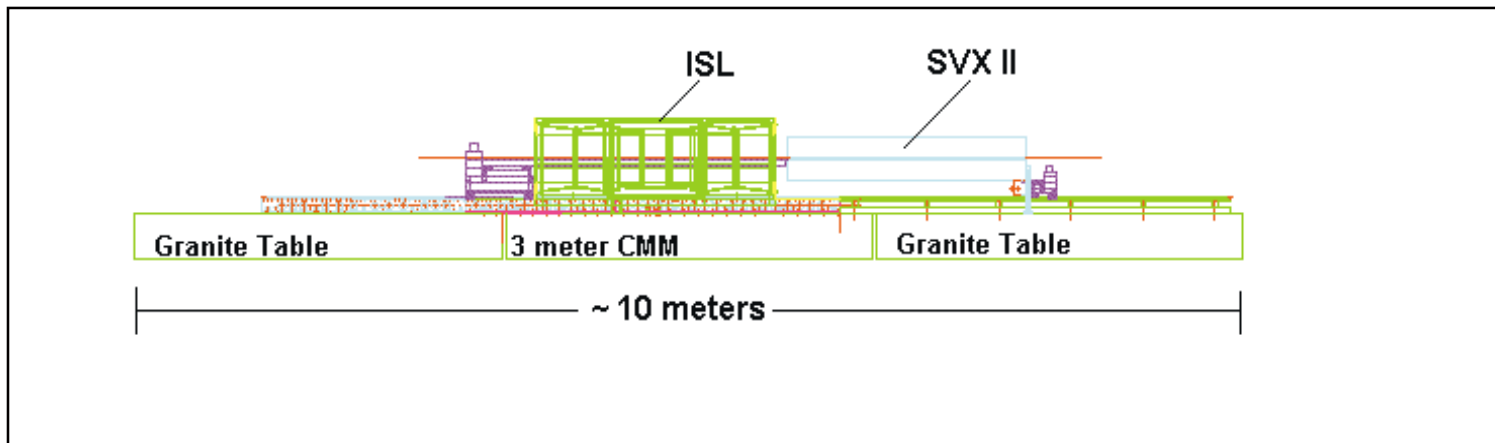 ISL
SVX II
Granite Table
3 meter CMM
Granite Table
~ 10 meters